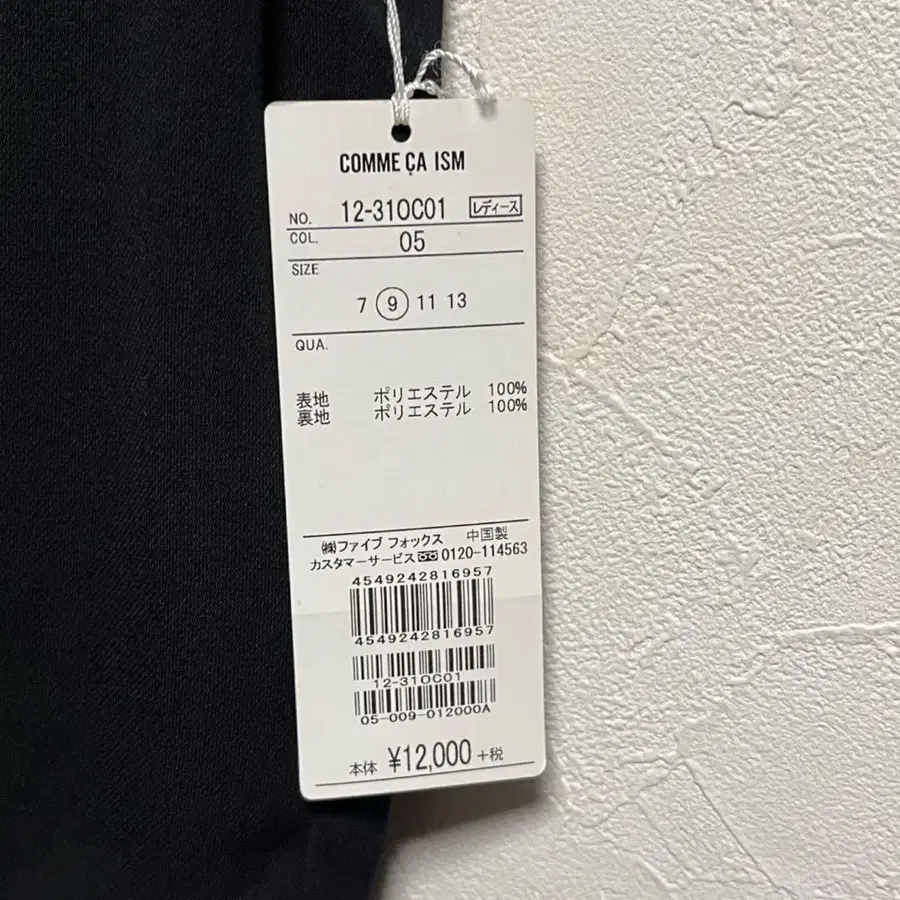 COMME ÇA ISM
NO. 12-31OC01 レディース
COL. 05
SIZE
7 9 11 13
QUA.
表地 ポリエステル 100%
裏地 ポリエステル 100%
㈱ファイブ フォックス 中国製
カスタマーサービス 0120-114563
4549242816957
4549242816957
12-31OC01
05-009-012000A
本体 ¥12,000 +税